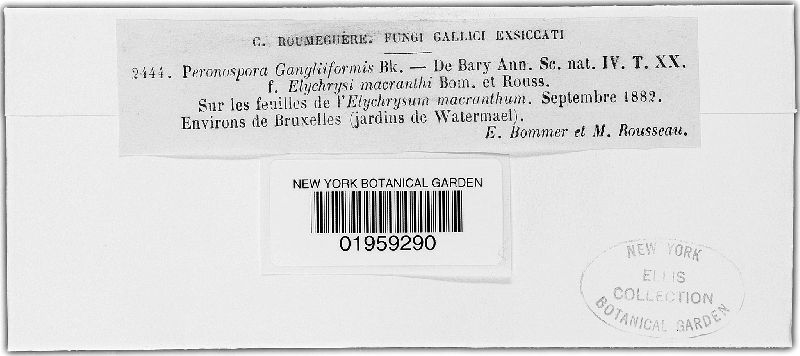 C. ROUMEGUÈRE. FUNGI GALLICI EXSICCATI
2444. Peronospora Gangliiformis Bk. — De Bary Ann. Sc. nat. IV. T. XX.
f. Elychrysi macranthi Bom. et Rouss.
Sur les feuilles de l'Elychrysum macranthum. Septembre 1882.
Environs de Bruxelles (jardins de Watermael).
E. Bommer et M. Rousseau.
NEW YORK BOTANICAL GARDEN
01959290
NEW YORK
ELLIS
COLLECTION
BOTANICAL GARDEN